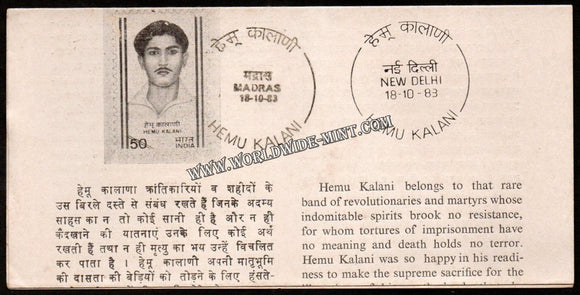 हेमू कालाणी
मद्रास
MADRAS
18-10-83
HEMU KALANI
हेमू कालाणी
नई दिल्ली
NEW DELHI
18-10-83
HEMU KALANI
हेमू कालाणी
HEMU KALANI
50 भारत
INDIA
WWW.WORLDWIDE-MINT.COM
हेमू कालाणा क्रांतिकारियों व शहीदों के
उस बिरले दस्ते से संबंध रखते हैं जिनके अदम्य
साहस का न तो कोई सानी ही है और न ही
कैदखाने की यातनाएं उनके लिए कोई अर्थ
रखती हैं तथा न ही मृत्यु का भय उन्हें विचलित
कर पाता है । हेमू कालाणी अपनी मातृभूमि
की दासता की बेड़ियों को तोड़ने के लिए हंसते-
Hemu Kalani belongs to that rare
band of revolutionaries and martyrs whose
indomitable spirits brook no resistance,
for whom tortures of imprisonment have
no meaning and death holds no terror.
Hemu Kalani was so happy in his readi-
ness to make the supreme sacrifice for the